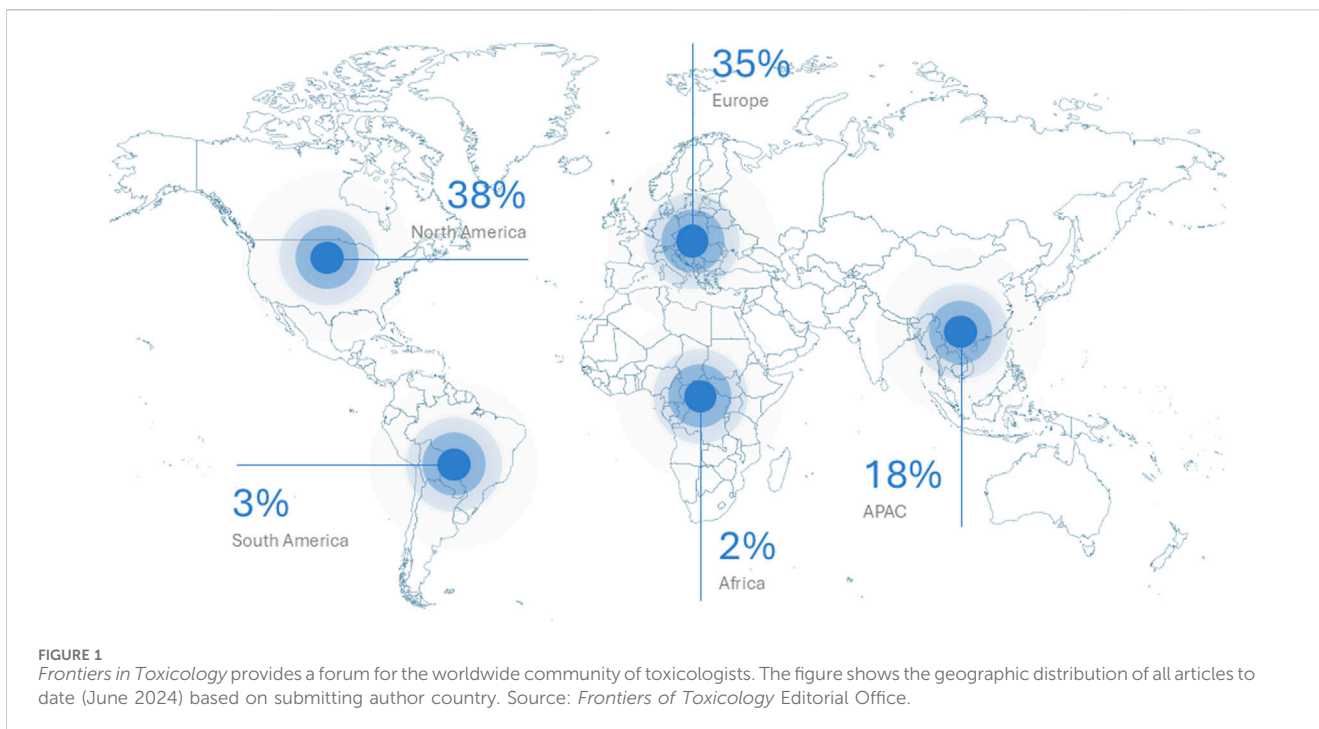 35%
Europe
38%
North America
18%
APAC
3%
South America
2%
Africa
FIGURE 1
Frontiers in Toxicology provides a forum for the worldwide community of toxicologists. The figure shows the geographic distribution of all articles to
date (June 2024) based on submitting author country. Source: Frontiers of Toxicology Editorial Office.